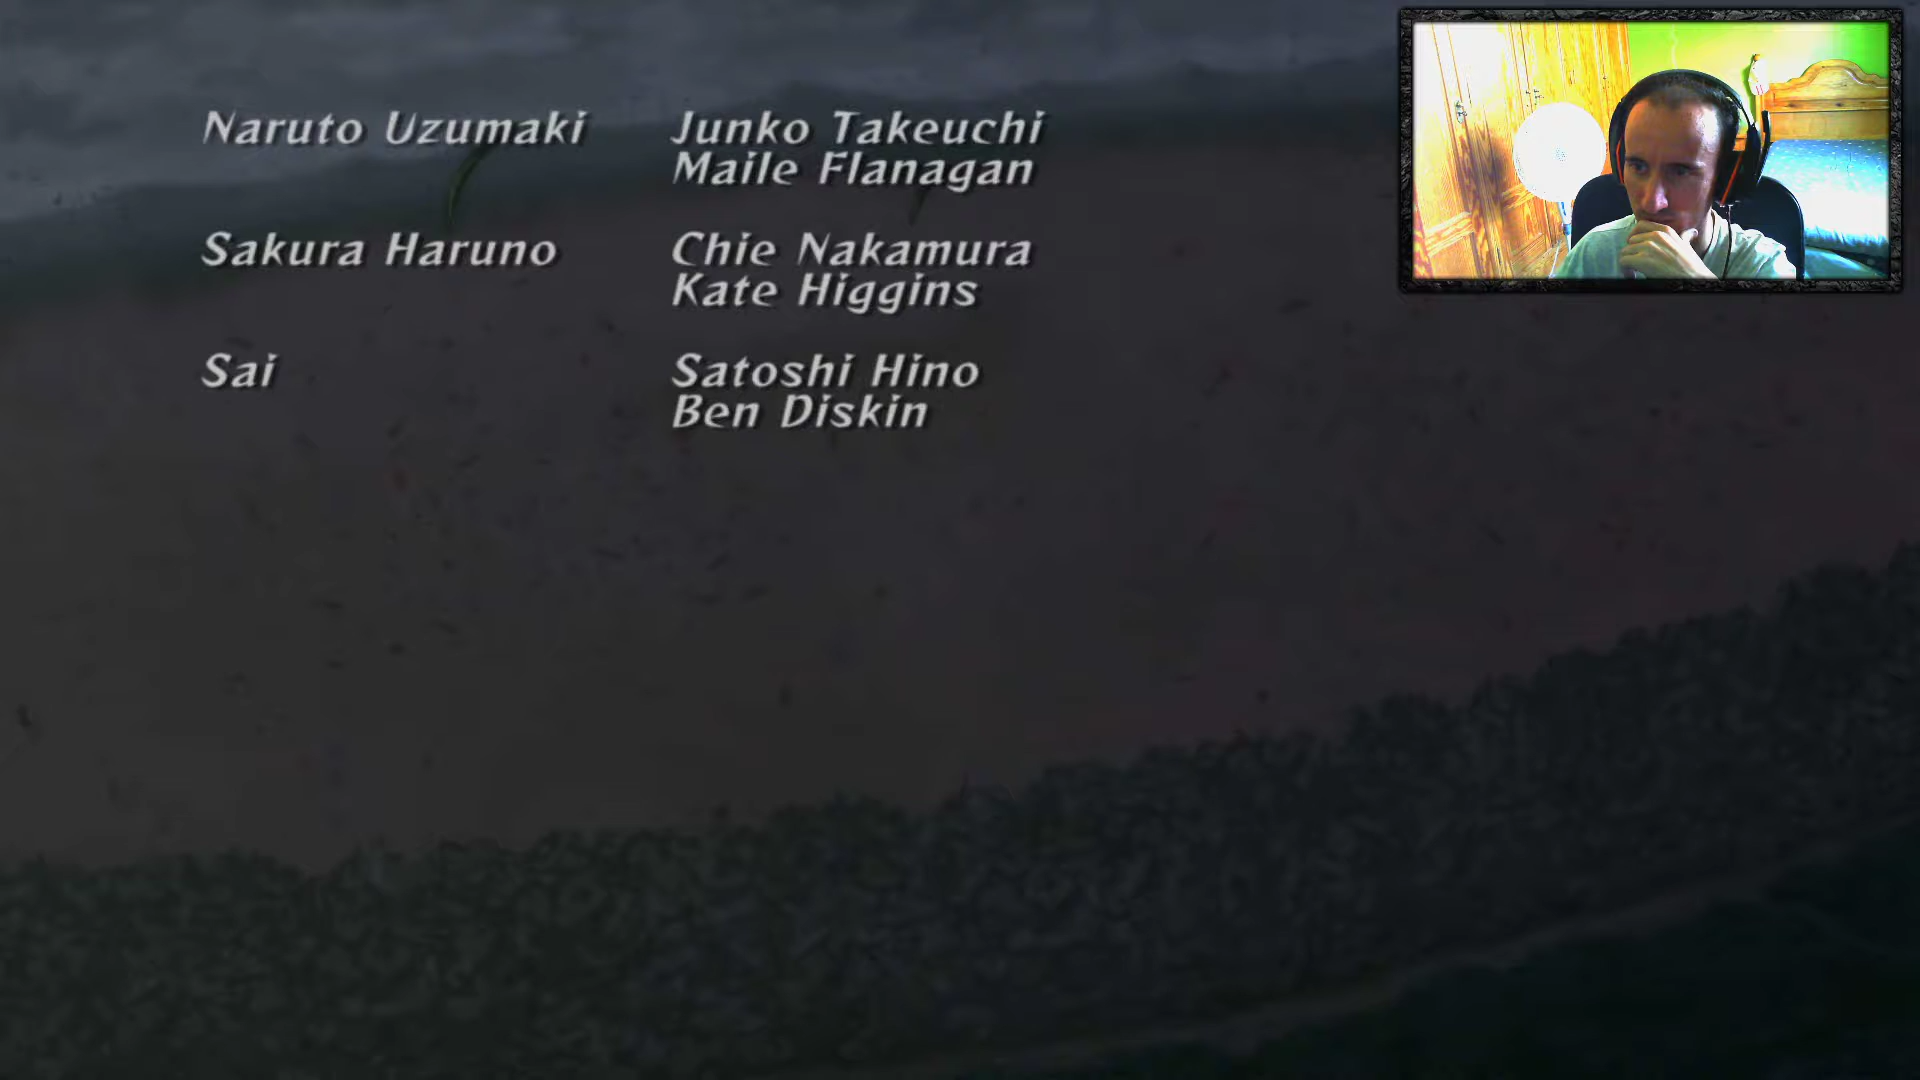 Naruto Uzumaki Junko Takeuchi
Maile Flanagan
Sakura Haruno Chie Nakamura
Kate Higgins
Sai Satoshi Hino
Ben Diskin